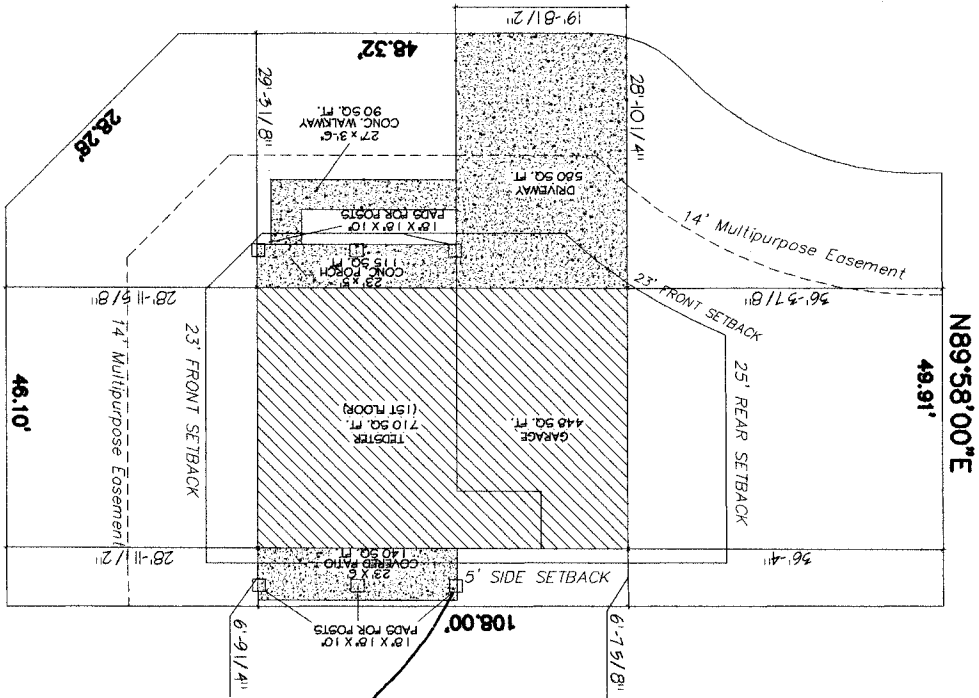 19'-8 1/2"
48.32'
29'-3 1/8"
28'-10 1/4"
28.28'
27' x 3'-6"
CONC. WALKWAY
90 SQ. FT.
DRIVEWAY
580 SQ. FT.
18" X 18" X 10"
PADS FOR POSTS
14' Multipurpose Easement
23' x 5'
CONC. PORCH
115 SQ. FT.
23' FRONT SETBACK
28'-11 5/8"
36'-3 7/8"
N89°58'00"E
49.91'
46.10'
14' Multipurpose Easement
23' FRONT SETBACK
TEDSTER
710 SQ. FT.
(1ST FLOOR)
GARAGE
448 SQ. FT.
25' REAR SETBACK
28'-11 1/2"
36'-4"
23' X 6'
COVERED PATIO
140 SQ. FT.
5' SIDE SETBACK
108.00'
18" X 18" X 10"
PADS FOR POSTS
6'-9 1/4"
6'-7 5/8"